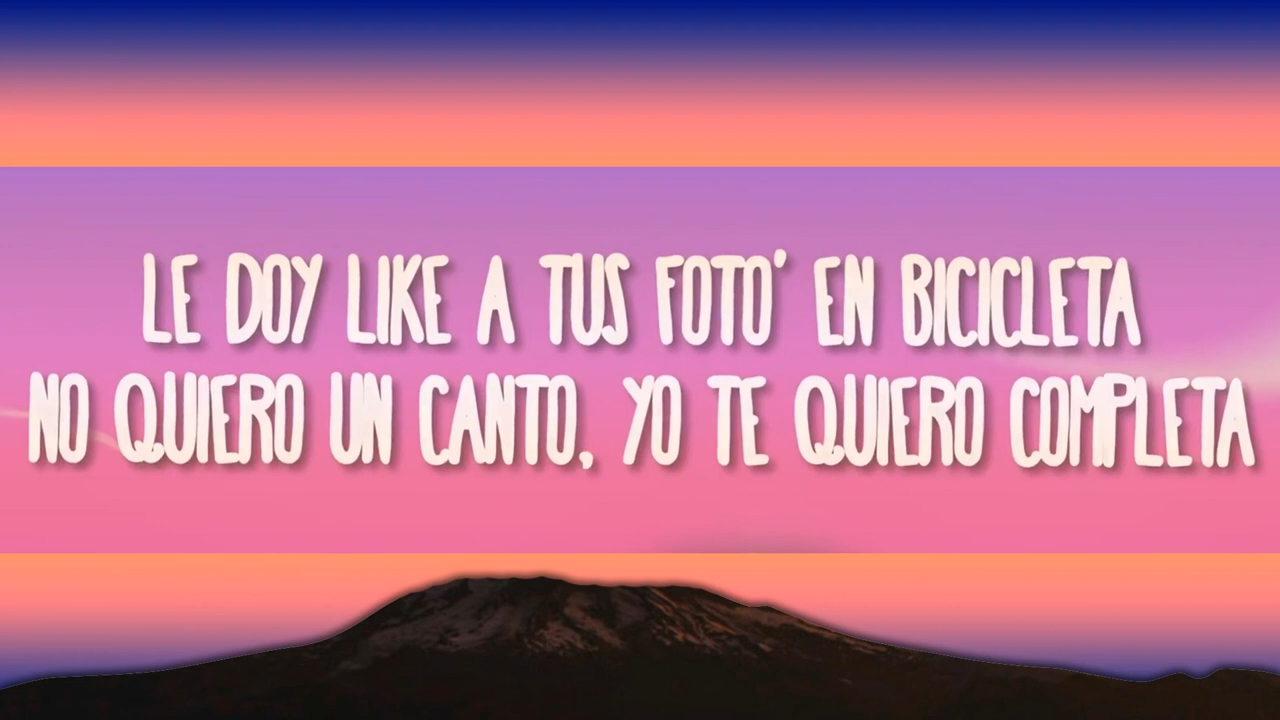 LE DOY LIKE A TUS FOTO' EN BICICLETA
NO QUIERO UN CANTO, YO TE QUIERO COMPLETA